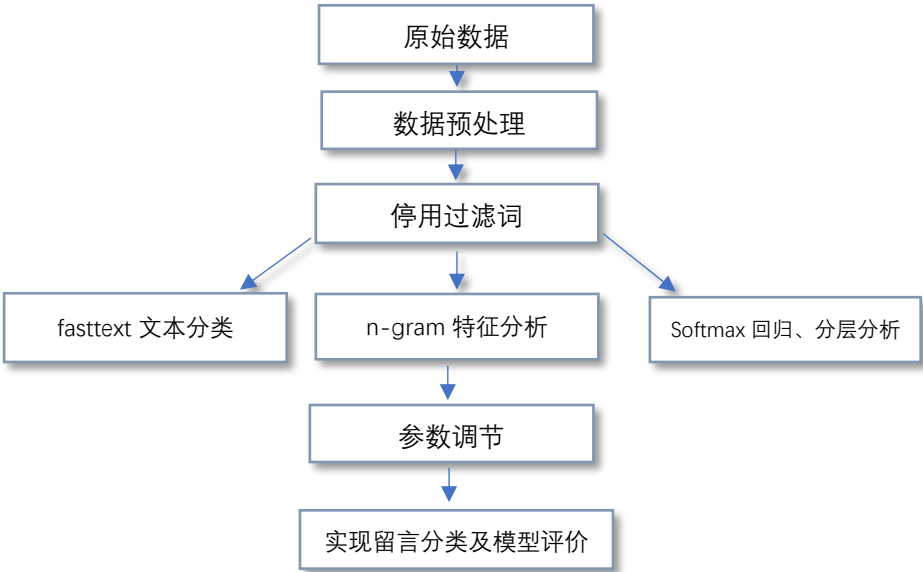 原始数据
数据预处理
停用过滤词
fasttext 文本分类
n-gram 特征分析
Softmax 回归、分层分析
参数调节
实现留言分类及模型评价